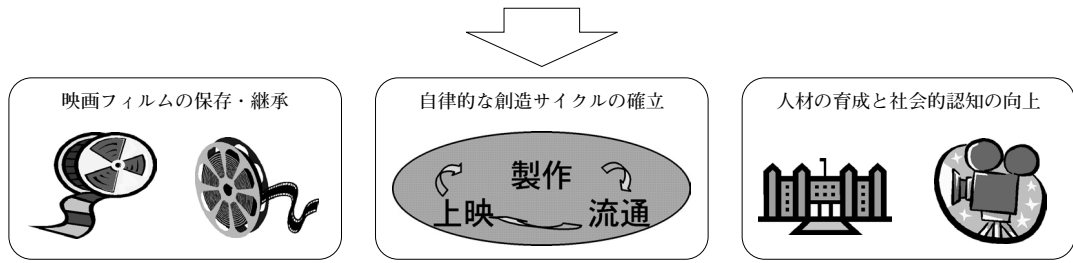 映画フィルムの保存・継承
自律的な創造サイクルの確立
製作
上映
流通
人材の育成と社会的認知の向上